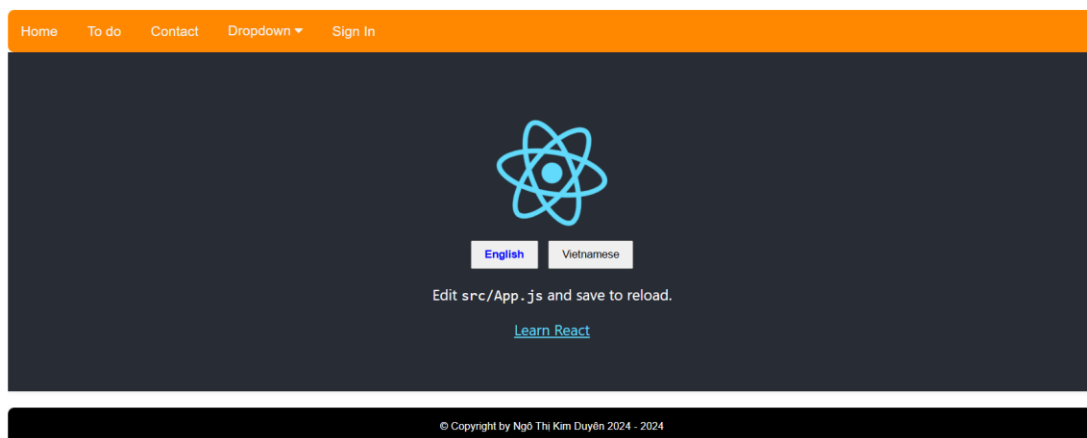 Home To do Contact Dropdown Sign In
English Vietnamese
Edit src/App.js and save to reload.
Learn React
© Copyright by Ngô Thị Kim Duyên 2024 - 2024